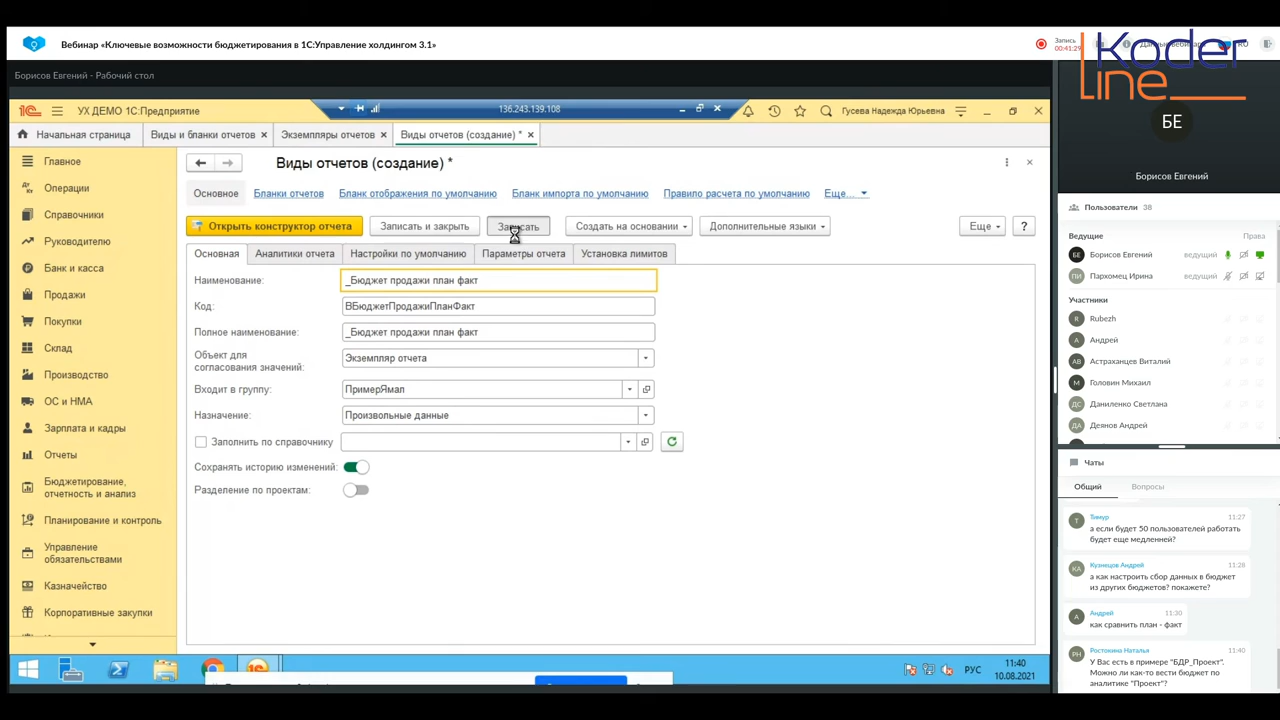 Вебинар «Ключевые возможности бюджетирования в 1С:Управление холдингом 3.1»
Запись
00:41:29
RU
Koder
line
Борисов Евгений - Рабочий стол
УХ ДЕМО 1С:Предприятие
136.243.139.108
Гусева Надежда Юрьевна
Начальная страница
Виды и бланки отчетов ×
Экземпляры отчетов ×
Виды отчетов (создание) * ×
Главное
Операции
Справочники
Руководителю
Банк и касса
Продажи
Покупки
Склад
Производство
ОС и НМА
Зарплата и кадры
Отчеты
Бюджетирование,
отчетность и анализ
Планирование и контроль
Управление
обязательствами
Казначейство
Корпоративные закупки
Виды отчетов (создание) *
Основное
Бланки отчетов
Бланк отображения по умолчанию
Бланк импорта по умолчанию
Правило расчета по умолчанию
Еще...
Открыть конструктор отчета
Записать и закрыть
Записать
Создать на основании
Дополнительные языки
Еще
?
Основная
Аналитики отчета
Настройки по умолчанию
Параметры отчета
Установка лимитов
Наименование:
_Бюджет продажи план факт
Код:
ВБюджетПродажиПланФакт
Полное наименование:
_Бюджет продажи план факт
Объект для
согласования значений:
Экземпляр отчета
Входит в группу:
ПримерЯмал
Назначение:
Произвольные данные
Заполнить по справочнику
Сохранять историю изменений:
Разделение по проектам:
РУС
11:40
10.08.2021
БЕ
Борисов Евгений
Пользователи 38
Ведущие
Права
БЕ Борисов Евгений ведущий
ПИ Пархомец Ирина ведущий
Участники
R Rubezh
А Андрей
АВ Астраханцев Виталий
ГМ Головин Михаил
ДС Даниленко Светлана
ДА Деянов Андрей
Чаты
Общий
Вопросы
Т Тимур 11:27
а если будет 50 пользователей работать
будет еще медленней?
КА Кузнецов Андрей 11:28
а как настроить сбор данных в бюджет
из других бюджетов? покажете?
А Андрей 11:30
как сравнить план - факт
РН Ростокина Наталья 11:40
У Вас есть в примере "БДР_Проект".
Можно ли как-то вести бюджет по
аналитике "Проект"?